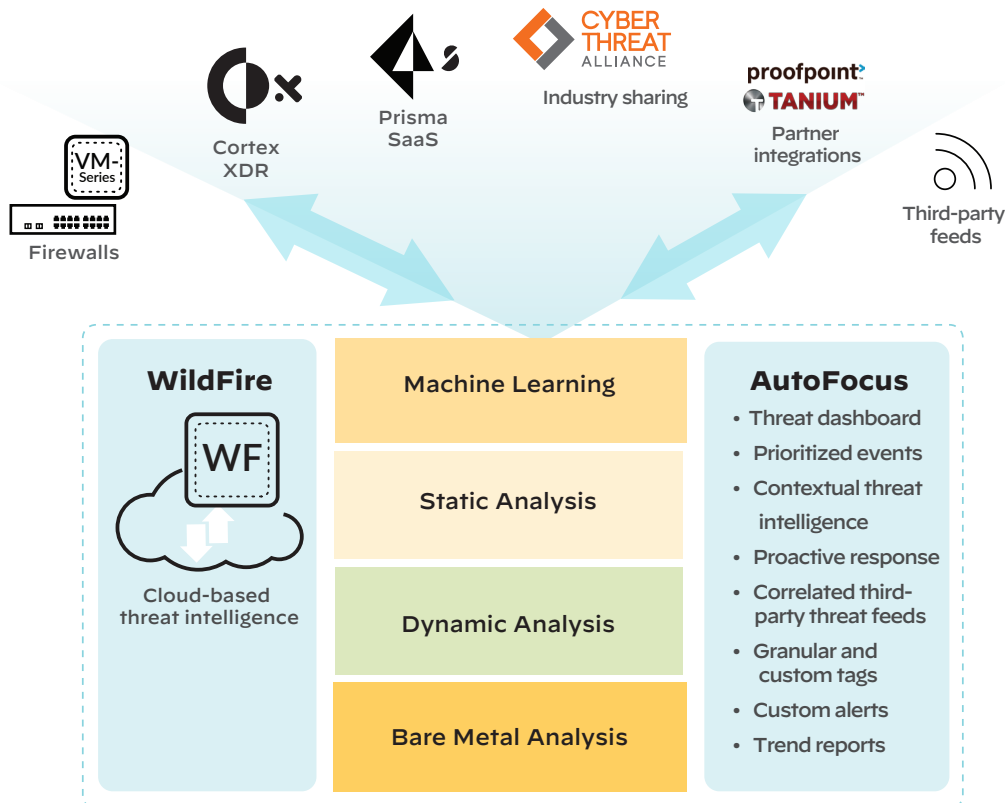 VM-
Series
Firewalls
Cortex
XDR
Prisma
SaaS
CYBER
THREAT
ALLIANCE
Industry sharing
proofpoint
TANIUM™
Partner
integrations
Third-party
feeds
WildFire
WF
Cloud-based
threat intelligence
Machine Learning
Static Analysis
Dynamic Analysis
Bare Metal Analysis
AutoFocus
• Threat dashboard
• Prioritized events
• Contextual threat
intelligence
• Proactive response
• Correlated third-
party threat feeds
• Granular and
custom tags
• Custom alerts
• Trend reports